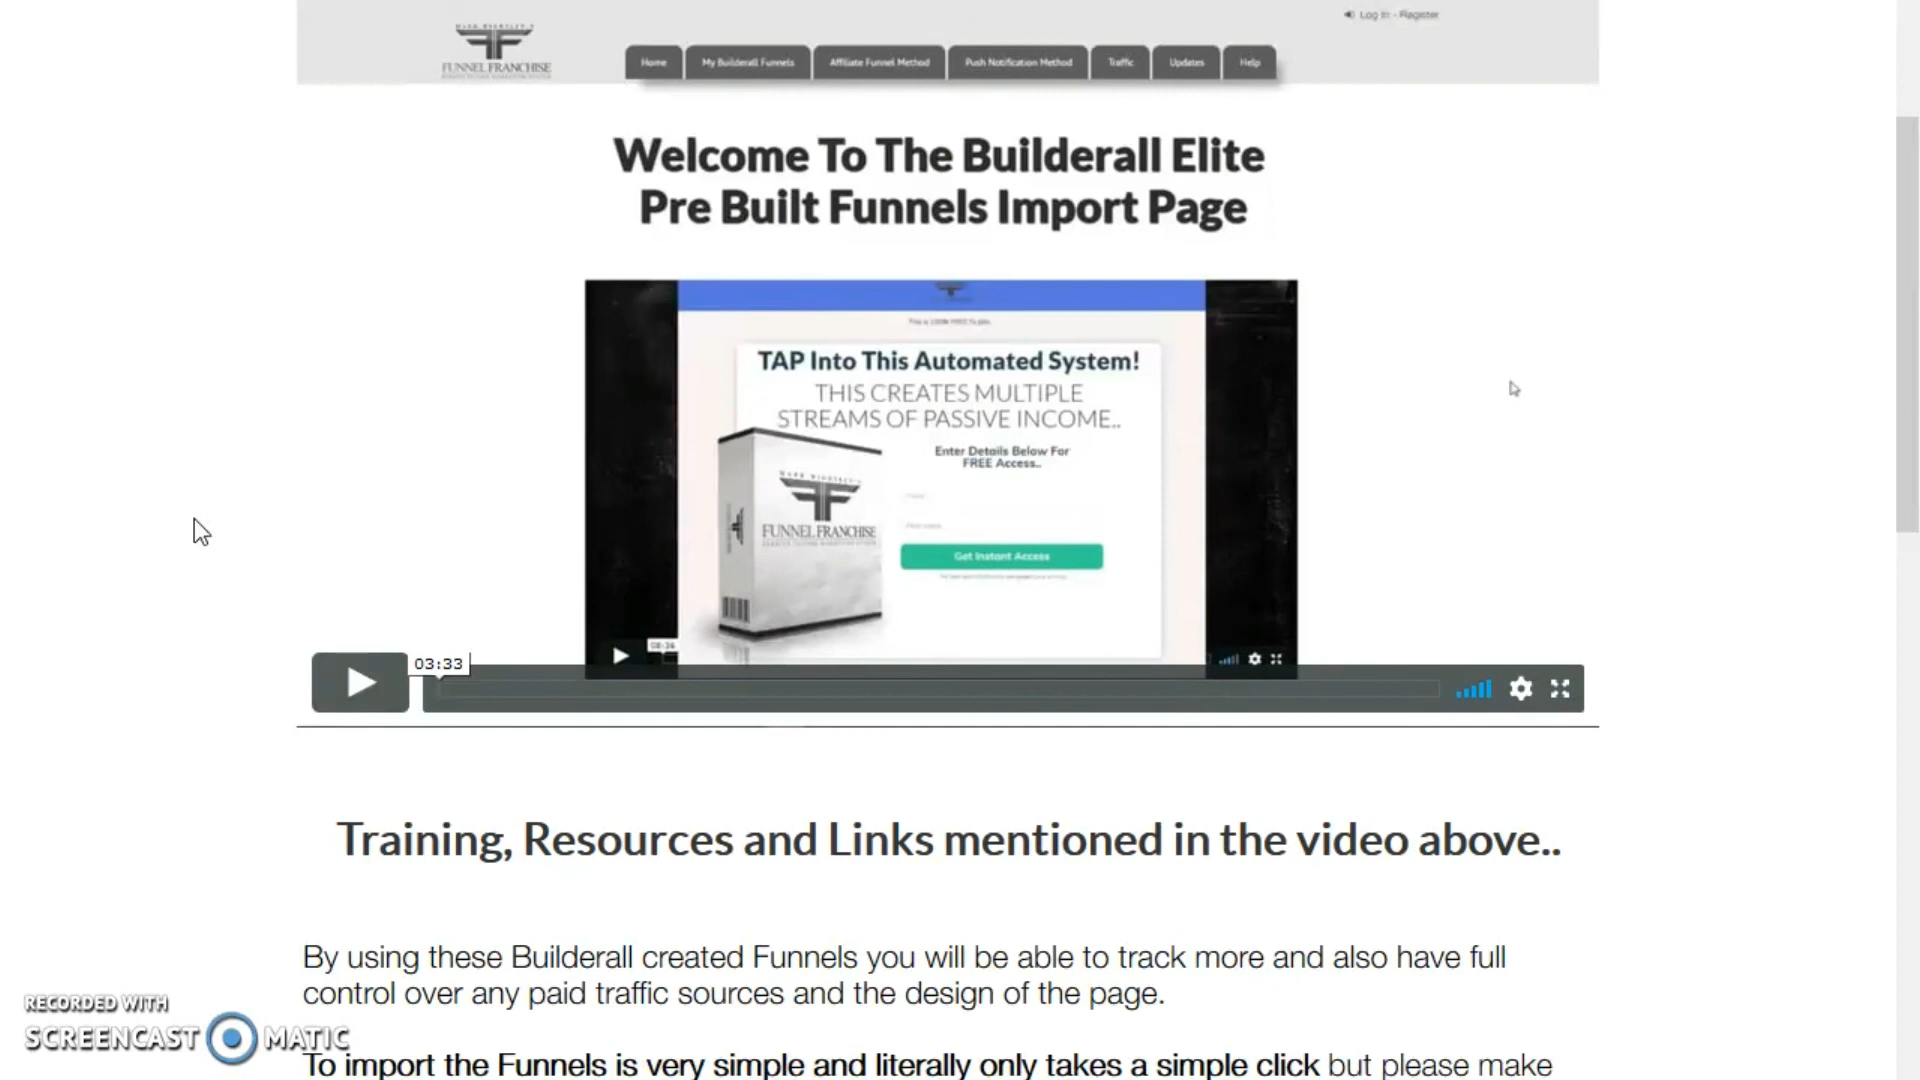 Log In - Register
FUNNEL FRANCHISE
Home
My Builderall Funnels
Affiliate Funnel Method
Push Notification Method
Traffic
Updates
Help
Welcome To The Builderall Elite
Pre Built Funnels Import Page
TAP Into This Automated System!
THIS CREATES MULTIPLE
STREAMS OF PASSIVE INCOME..
Enter Details Below For
FREE Access..
FUNNEL FRANCHISE
Get Instant Access
03:33
Training, Resources and Links mentioned in the video above..
By using these Builderall created Funnels you will be able to track more and also have full
control over any paid traffic sources and the design of the page.
To import the Funnels is very simple and literally only takes a simple click but please make
RECORDED WITH
SCREENCAST MATIC